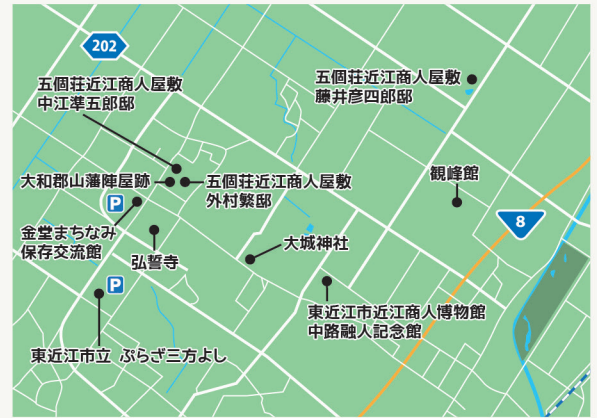 202
五個荘近江商人屋敷
中江準五郎邸
五個荘近江商人屋敷
藤井彦四郎邸
大和郡山藩陣屋跡
五個荘近江商人屋敷
外村繁邸
観峰館
P
金堂まちなみ
保存交流館
弘誓寺
大城神社
8
P
東近江市近江商人博物館
中路融人記念館
東近江市立 ぷらざ三方よし